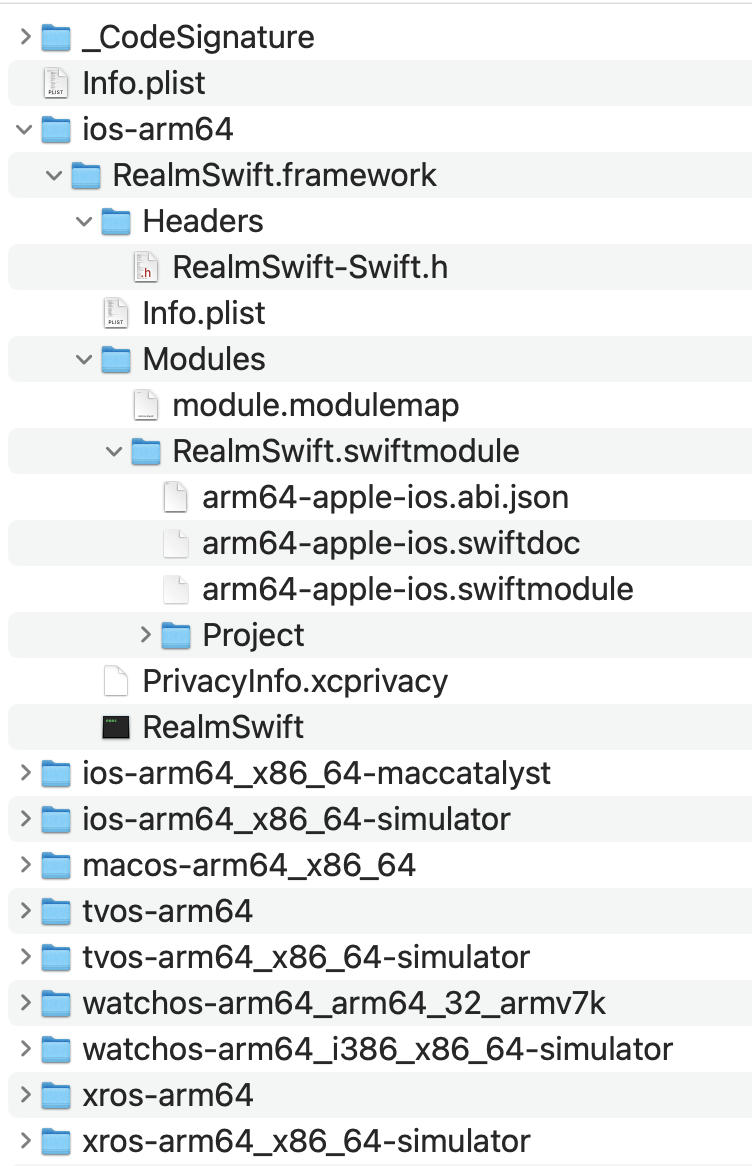 _CodeSignature
Info.plist
ios-arm64
RealmSwift.framework
Headers
RealmSwift-Swift.h
Info.plist
Modules
module.modulemap
RealmSwift.swiftmodule
arm64-apple-ios.abi.json
arm64-apple-ios.swiftdoc
arm64-apple-ios.swiftmodule
Project
PrivacyInfo.xcprivacy
RealmSwift
ios-arm64_x86_64-maccatalyst
ios-arm64_x86_64-simulator
macos-arm64_x86_64
tvos-arm64
tvos-arm64_x86_64-simulator
watchos-arm64_arm64_32_armv7k
watchos-arm64_i386_x86_64-simulator
xros-arm64
xros-arm64_x86_64-simulator